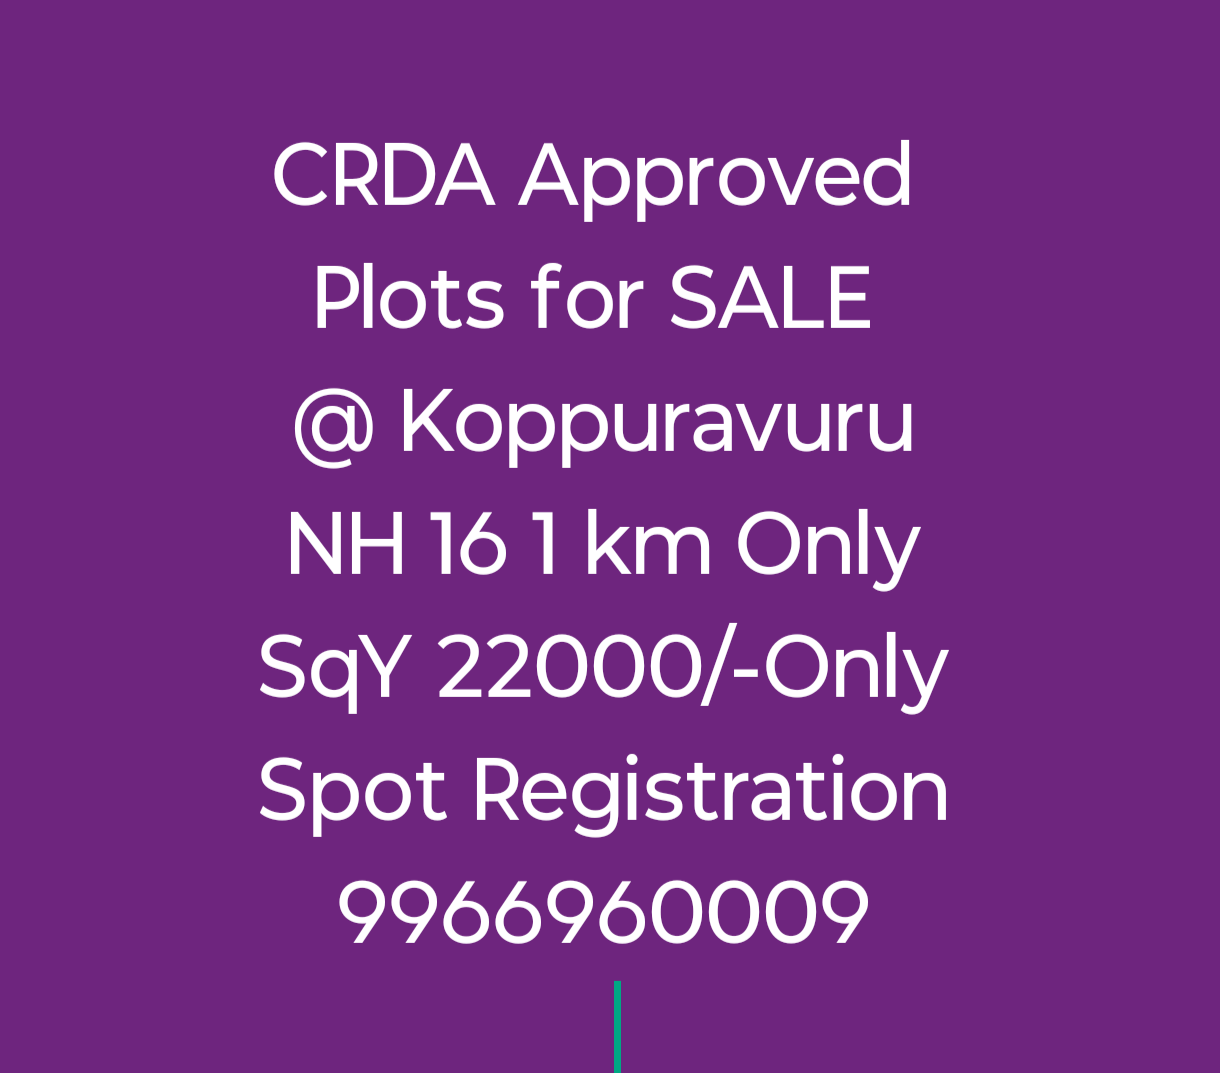 CRDA Approved
Plots for SALE
@ Koppuravuru
NH 16 1 km Only
SqY 22000/-Only
Spot Registration
9966960009